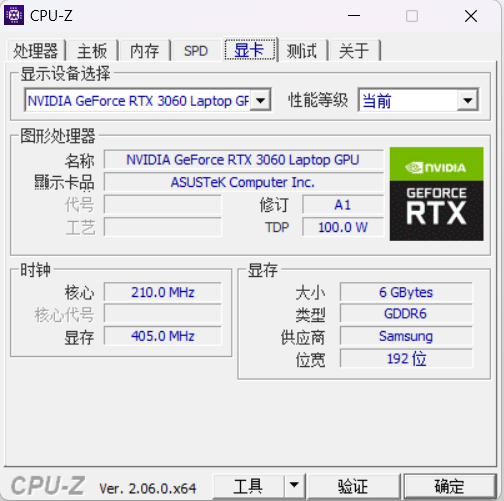 CPU-Z
处理器 主板 内存 SPD 显卡 测试 关于
显示设备选择
NVIDIA GeForce RTX 3060 Laptop GF 性能等级 当前
图形处理器
名称 NVIDIA GeForce RTX 3060 Laptop GPU
显示卡品 ASUSTeK Computer Inc.
代号 修订 A1
工艺 TDP 100.0 W
NVIDIA
GEFORCE
RTX
时钟
核心 210.0 MHz
核心代号
显存 405.0 MHz
显存
大小 6 GBytes
类型 GDDR6
供应商 Samsung
位宽 192 位
CPU-Z Ver. 2.06.0.x64 工具 验证 确定